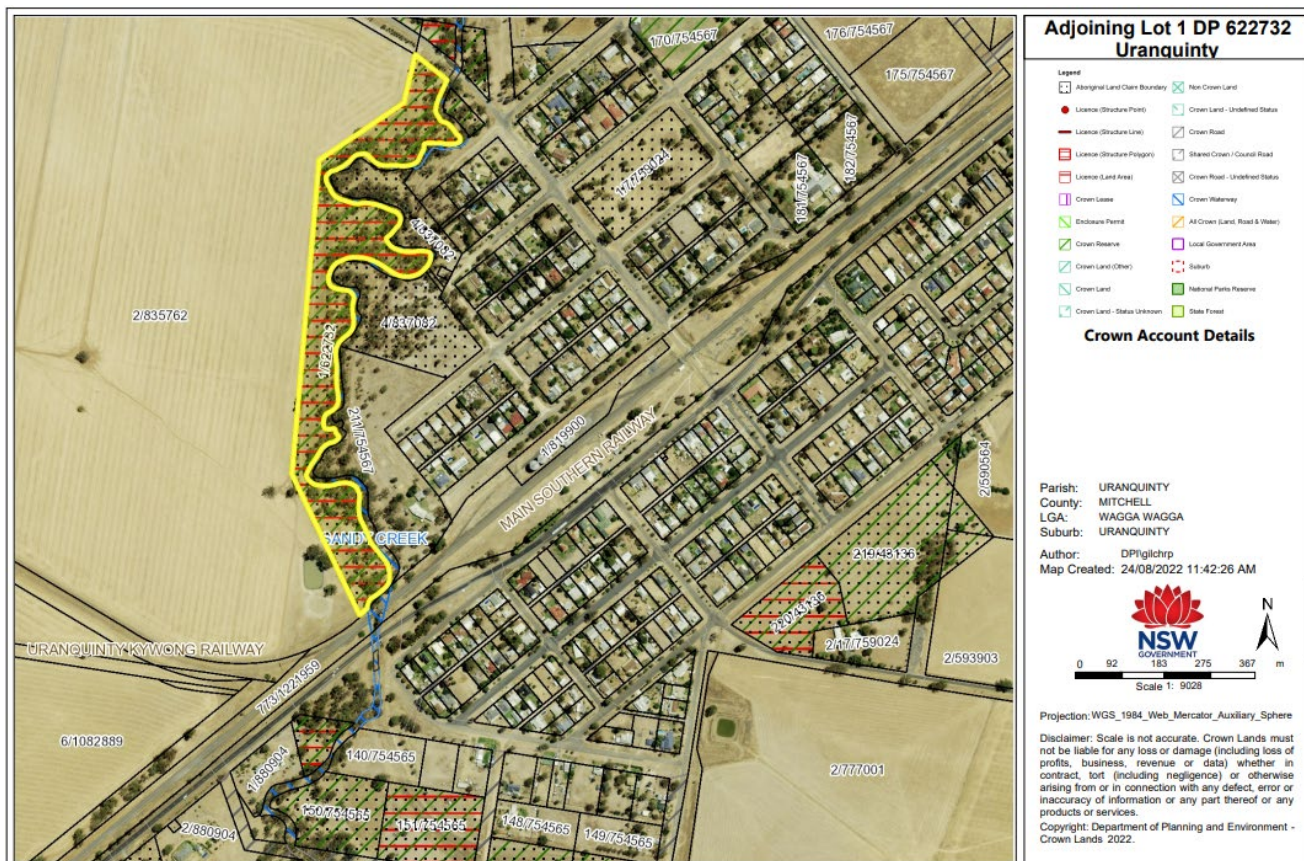 170/754567
176/754567
175/754567
177/759024
181/754567
182/754567
4/837082
4/837082
2/835762
1/622732
211/754567
1/819900
MAIN SOUTHERN RAILWAY
SANDY CREEK
2/590564
219/43136
220/43136
2/17/759024
2/593903
URANQUINTY KYWONG RAILWAY
773/1221959
6/1082889
1/880904
140/754565
2/777001
150/754565
151/754565
148/754565
149/754565
2/880904
Adjoining Lot 1 DP 622732
Uranquinty
Legend
Aboriginal Land Claim Boundary
Licence (Structure Point)
Licence (Structure Line)
Licence (Structure Polygon)
Licence (Land Area)
Crown Lease
Enclosure Permit
Crown Reserve
Crown Land (Other)
Crown Land
Crown Land - Status Unknown
Non Crown Land
Crown Land - Undefined Status
Crown Road
Shared Crown / Council Road
Crown Road - Undefined Status
Crown Waterway
All Crown (Land, Road & Water)
Local Government Area
Suburb
National Parks Reserve
State Forest
Crown Account Details
Parish: URANQUINTY
County: MITCHELL
LGA: WAGGA WAGGA
Suburb: URANQUINTY
Author: DPI\gilchrp
Map Created: 24/08/2022 11:42:26 AM
NSW
GOVERNMENT
N
0 92 183 275 367 m
Scale 1: 9028
Projection: WGS_1984_Web_Mercator_Auxiliary_Sphere
Disclaimer: Scale is not accurate. Crown Lands must
not be liable for any loss or damage (including loss of
profits, business, revenue or data) whether in
contract, tort (including negligence) or otherwise
arising from or in connection with any defect, error or
inaccuracy of information or any part thereof or any
products or services.
Copyright: Department of Planning and Environment -
Crown Lands 2022.